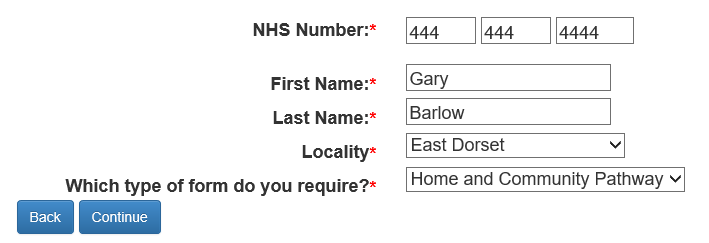 NHS Number:* 444 444 4444
First Name:* Gary
Last Name:* Barlow
Locality* East Dorset
Which type of form do you require?* Home and Community Pathway
Back Continue